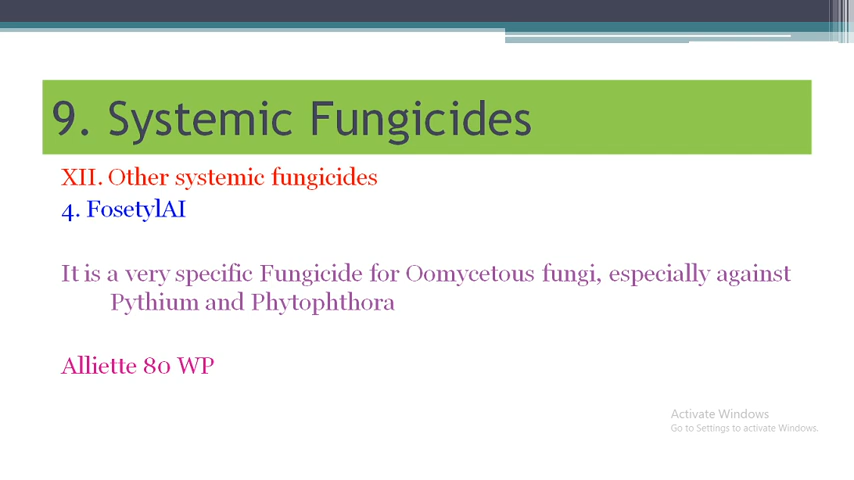 9. Systemic Fungicides
XII. Other systemic fungicides
4. FosetylAI
It is a very specific Fungicide for Oomycetous fungi, especially against
Pythium and Phytophthora
Alliette 80 WP
Activate Windows
Go to Settings to activate Windows.